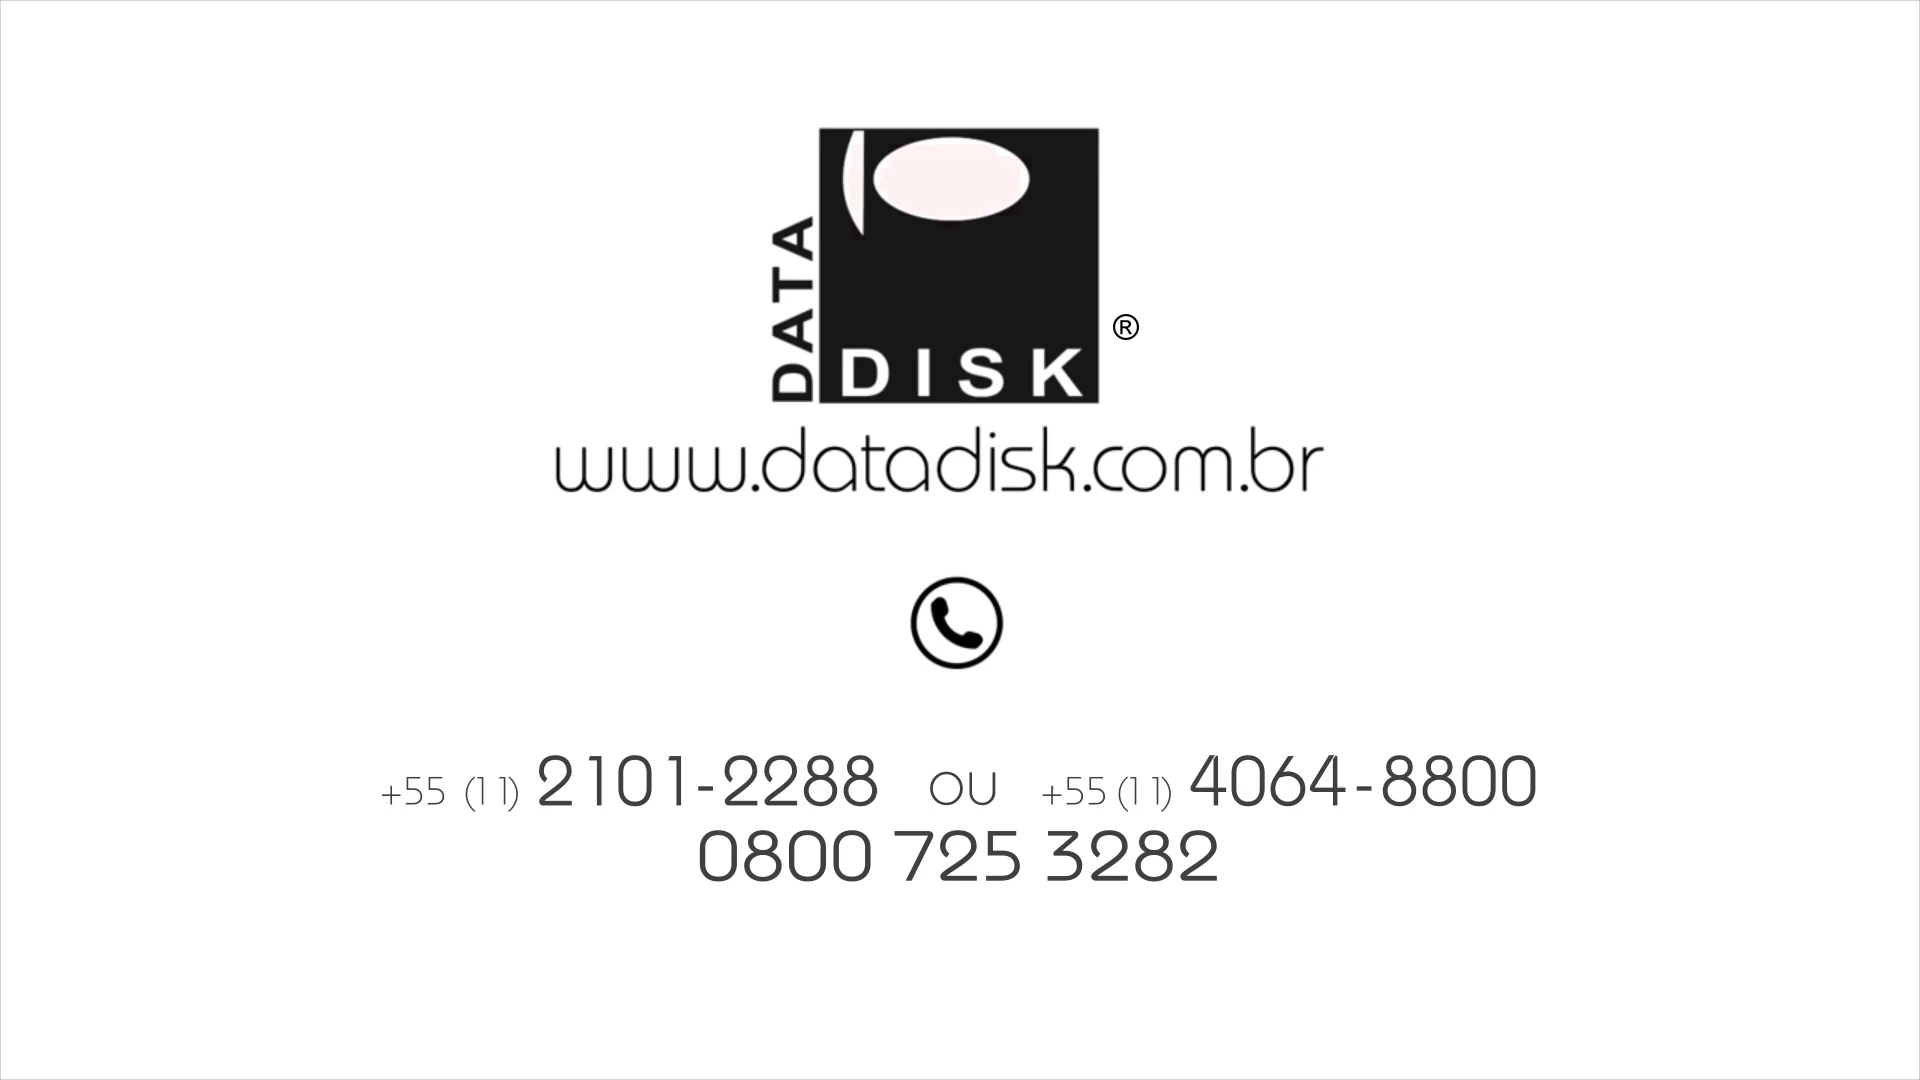 DATA
DISK
®
www.datadisk.com.br
+55 (11) 2101-2288 OU +55 (11) 4064-8800
0800 725 3282